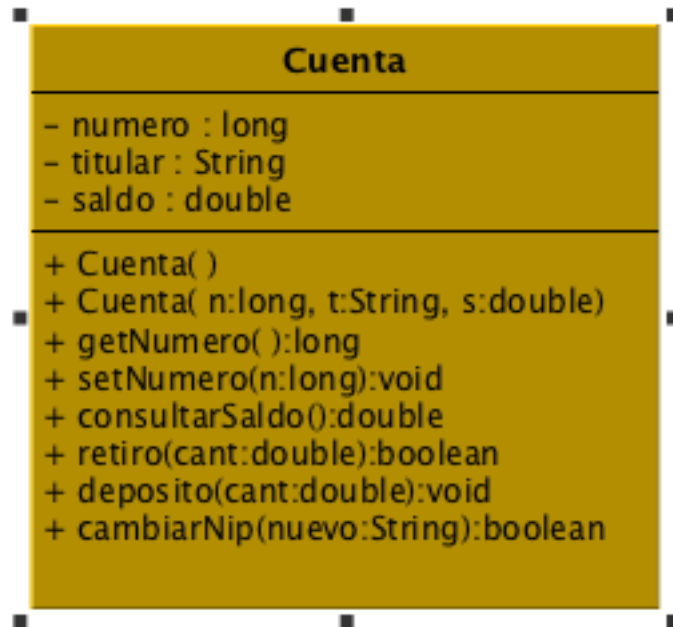 Cuenta
- numero : long
- titular : String
- saldo : double
+ Cuenta( )
+ Cuenta( n:long, t:String, s:double)
+ getNumero( ):long
+ setNumero(n:long):void
+ consultarSaldo():double
+ retiro(cant:double):boolean
+ deposito(cant:double):void
+ cambiarNip(nuevo:String):boolean